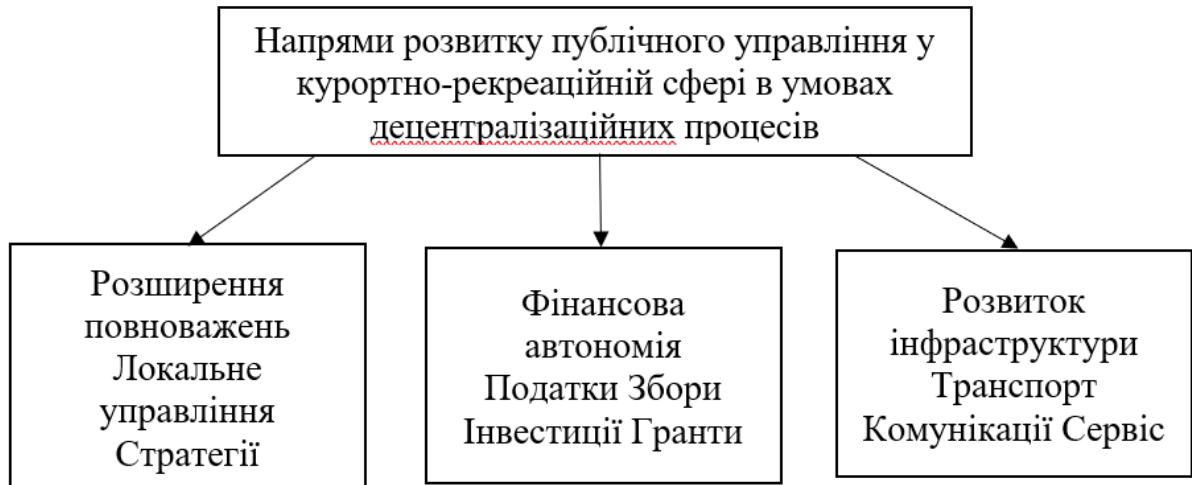 Напрями розвитку публічного управління у
курортно-рекреаційній сфері в умовах
децентралізаційних процесів
Розширення
повноважень
Локальне
управління
Стратегії
Фінансова
автономія
Податки Збори
Інвестиції Гранти
Розвиток
інфраструктури
Транспорт
Комунікації Сервіс